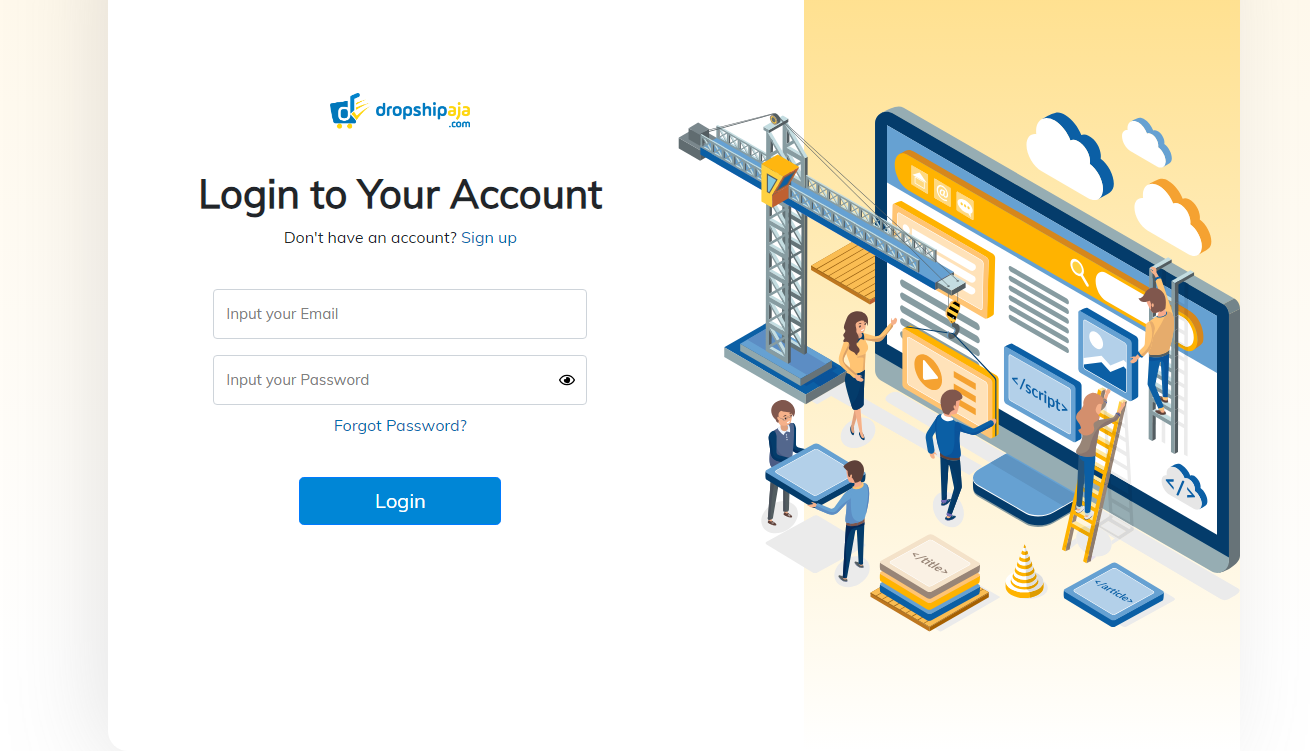 dropshipaja
.com
Login to Your Account
Don't have an account? Sign up
Input your Email
Input your Password
Forgot Password?
Login
</script>
</>
</title>
</article>